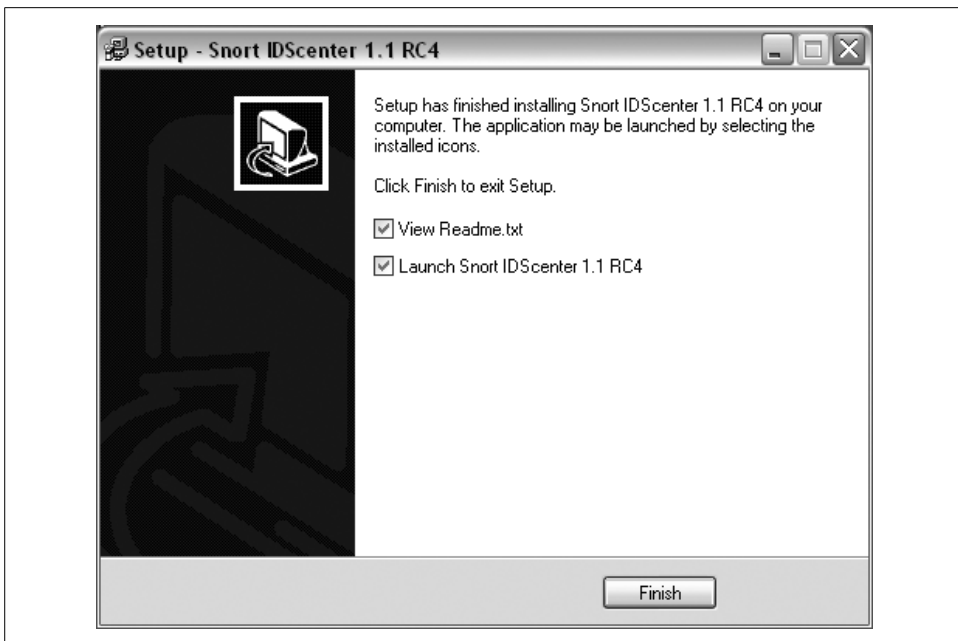 Setup - Snort IDScenter 1.1 RC4
Setup has finished installing Snort IDScenter 1.1 RC4 on your
computer. The application may be launched by selecting the
installed icons.
Click Finish to exit Setup.
View Readme.txt
Launch Snort IDScenter 1.1 RC4
Finish